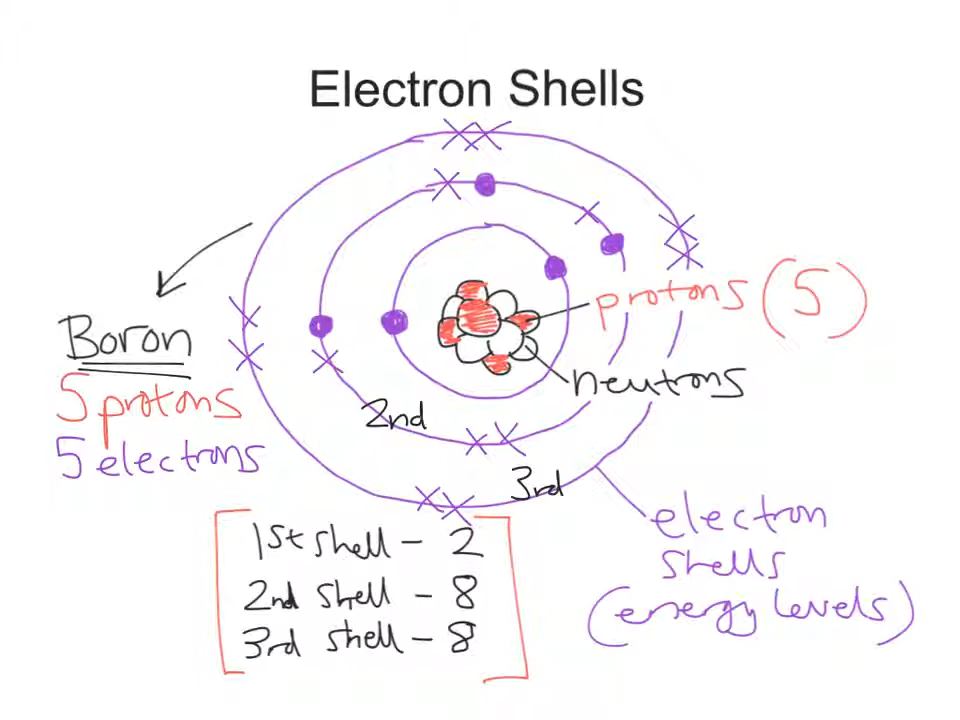 Electron Shells
protons (5)
Boron
5 protons
5 electrons
neutrons
2nd
3rd
1st shell - 2
2nd shell - 8
3rd shell - 8
electron
shells
(energy levels)